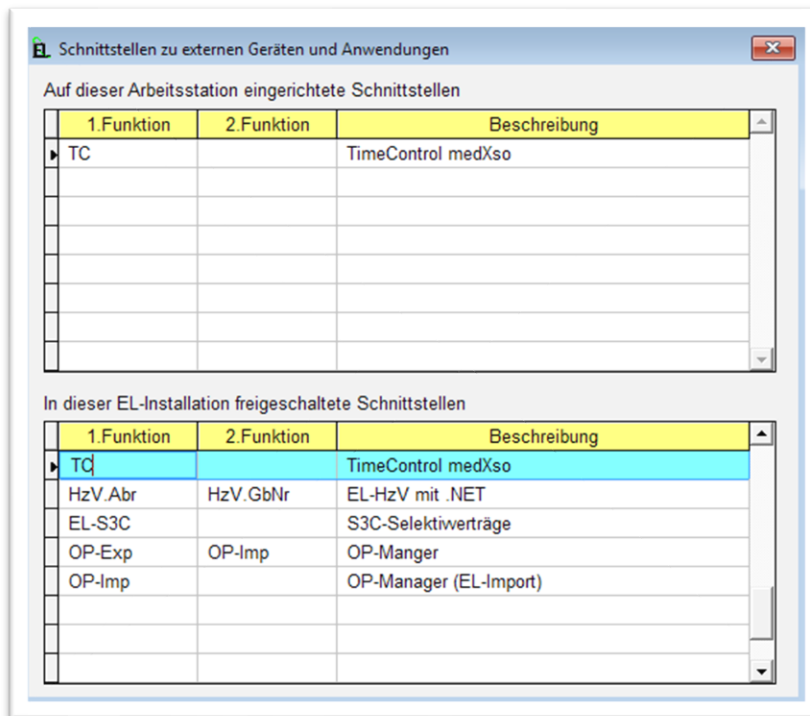 EL Schnittstellen zu externen Geräten und Anwendungen
Auf dieser Arbeitsstation eingerichtete Schnittstellen
1.Funktion 2.Funktion Beschreibung
TC TimeControl medXso
In dieser EL-Installation freigeschaltete Schnittstellen
1.Funktion 2.Funktion Beschreibung
TC TimeControl medXso
HzV.Abr HzV.GbNr EL-HzV mit .NET
EL-S3C S3C-Selektivverträge
OP-Exp OP-Imp OP-Manger
OP-Imp OP-Manager (EL-Import)